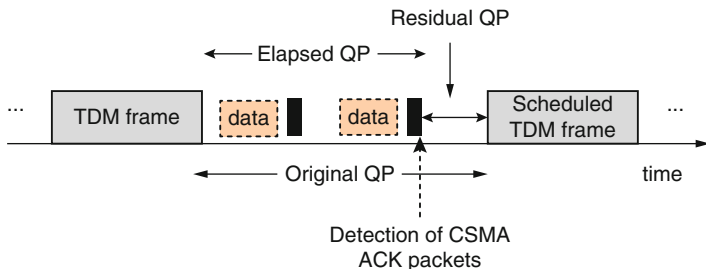 Residual QP
Elapsed QP
...
TDM frame
data
data
Scheduled
TDM frame
...
Original QP
time
Detection of CSMA
ACK packets